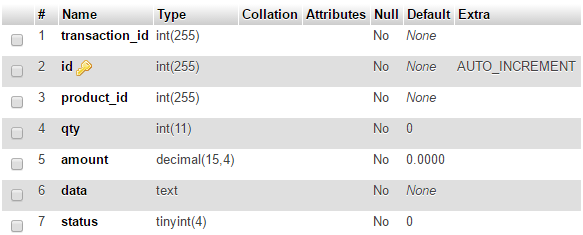 # Name Type Collation Attributes Null Default Extra
1 transaction_id int(255) No None
2 id int(255) No None AUTO_INCREMENT
3 product_id int(255) No None
4 qty int(11) No 0
5 amount decimal(15,4) No 0.0000
6 data text No None
7 status tinyint(4) No 0